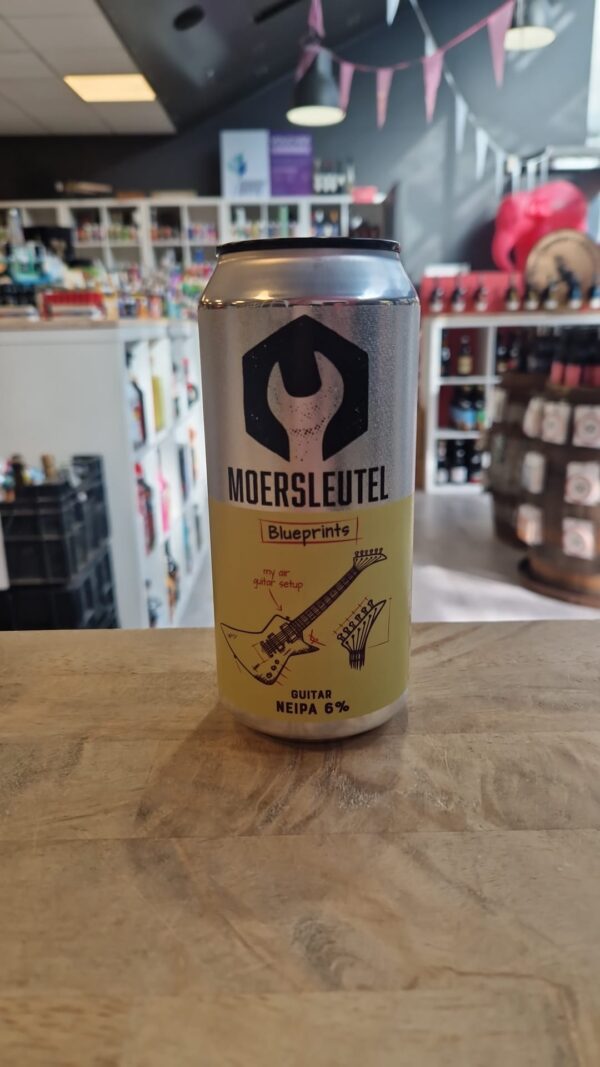 MOERSLEUTEL
Blueprints
my air
guitar setup
GUITAR
NEIPA 6%